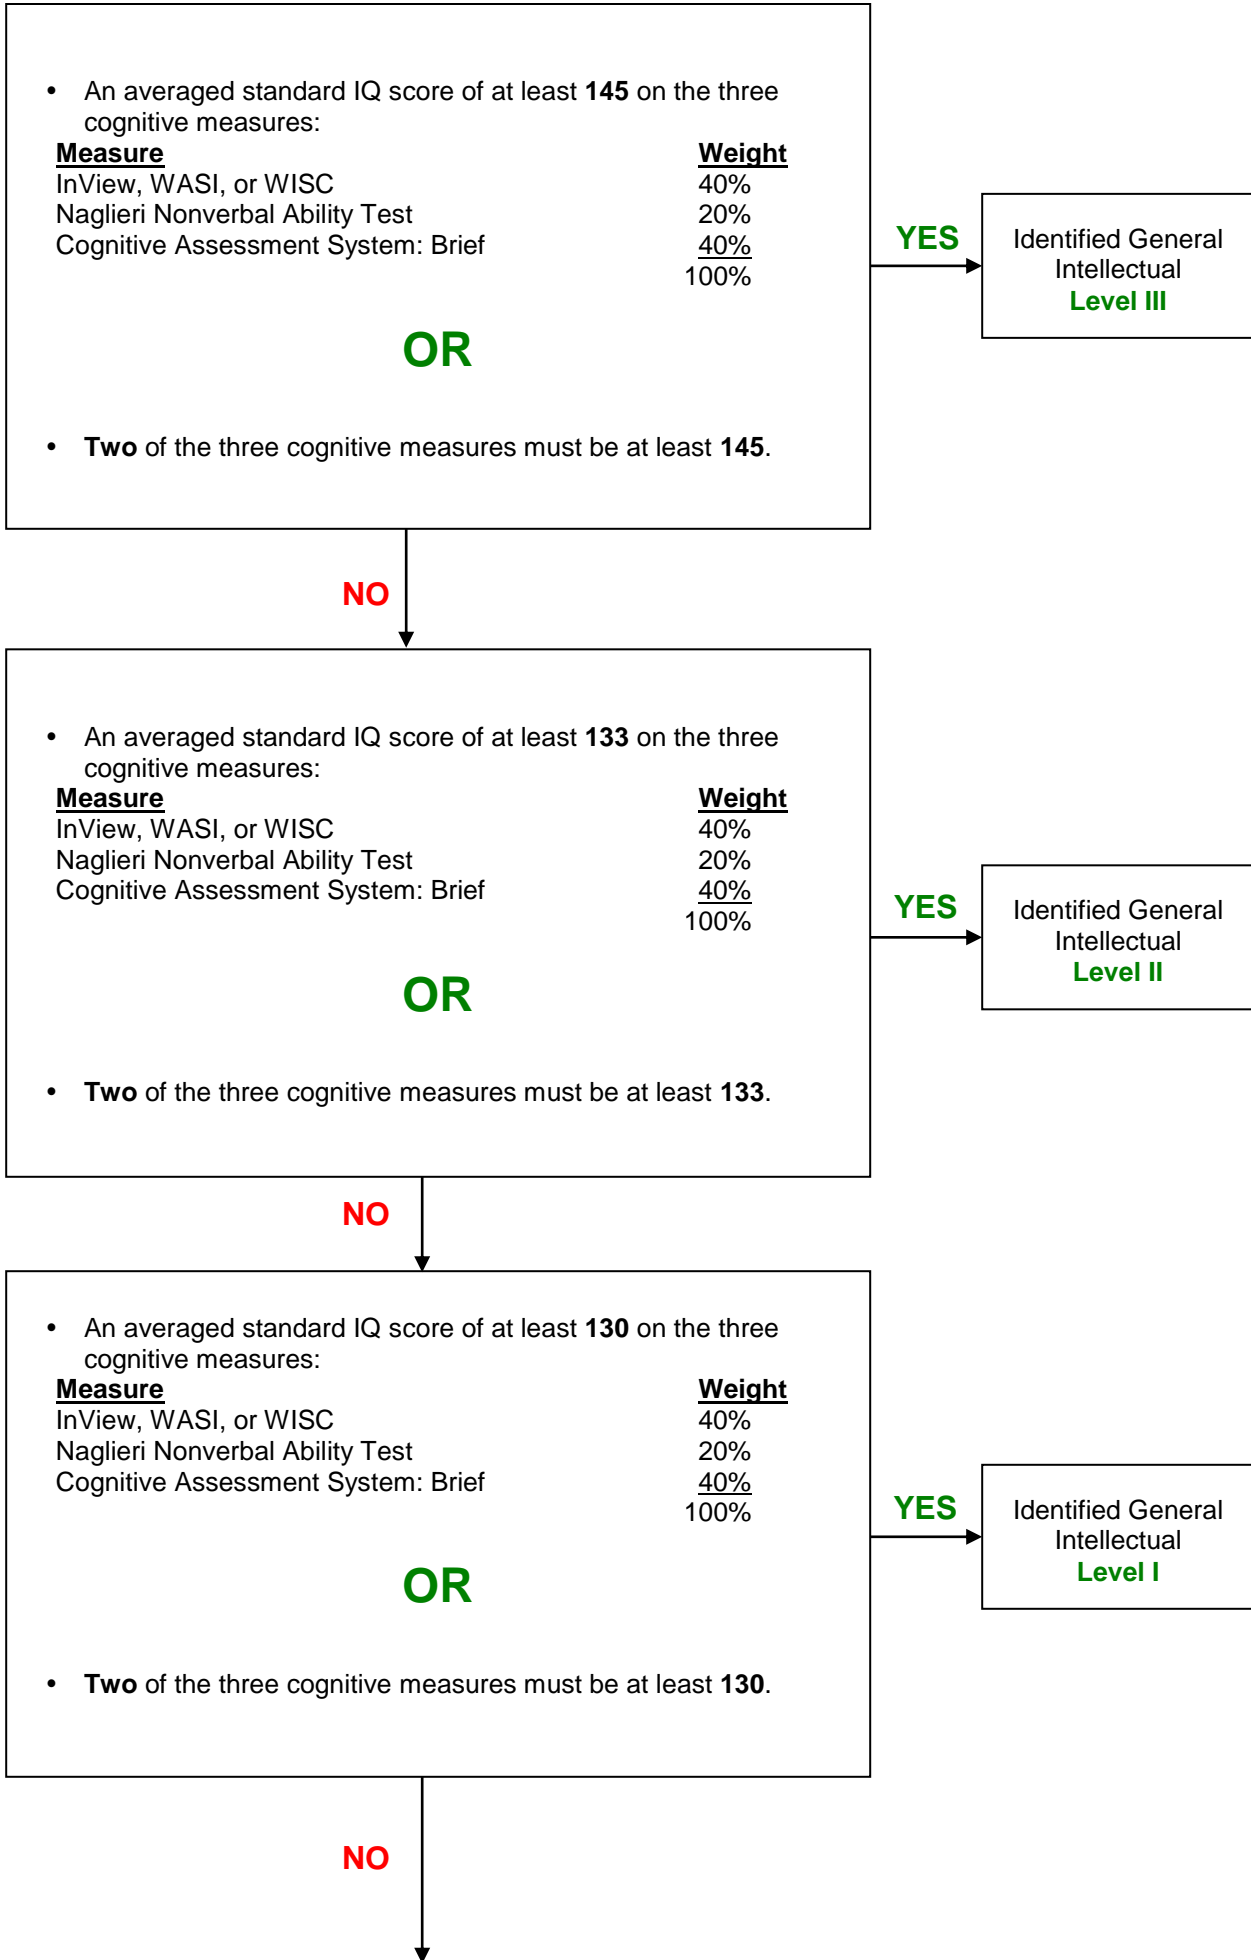 • An averaged standard IQ score of at least 145 on the three
cognitive measures:
Measure Weight
InView, WASI, or WISC 40%
Naglieri Nonverbal Ability Test 20%
Cognitive Assessment System: Brief 40%
100%
YES
Identified General
Intellectual
Level III
OR
• Two of the three cognitive measures must be at least 145.
NO
• An averaged standard IQ score of at least 133 on the three
cognitive measures:
Measure Weight
InView, WASI, or WISC 40%
Naglieri Nonverbal Ability Test 20%
Cognitive Assessment System: Brief 40%
100%
YES
Identified General
Intellectual
Level II
OR
• Two of the three cognitive measures must be at least 133.
NO
• An averaged standard IQ score of at least 130 on the three
cognitive measures:
Measure Weight
InView, WASI, or WISC 40%
Naglieri Nonverbal Ability Test 20%
Cognitive Assessment System: Brief 40%
100%
YES
Identified General
Intellectual
Level I
OR
• Two of the three cognitive measures must be at least 130.
NO